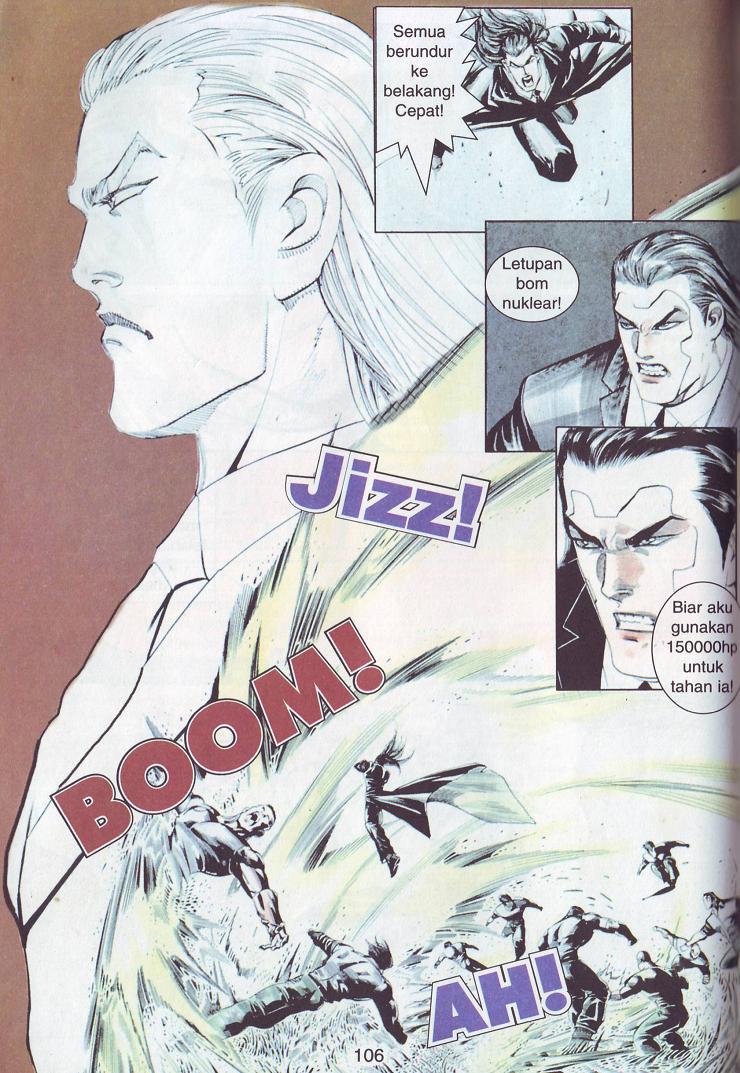 Semua
berundur
ke
belakang!
Cepat!
Letupan
bom
nuklear!
Jizz!
Biar aku
gunakan
150000hp
untuk
tahan ia!
BOOM!
AH!
106